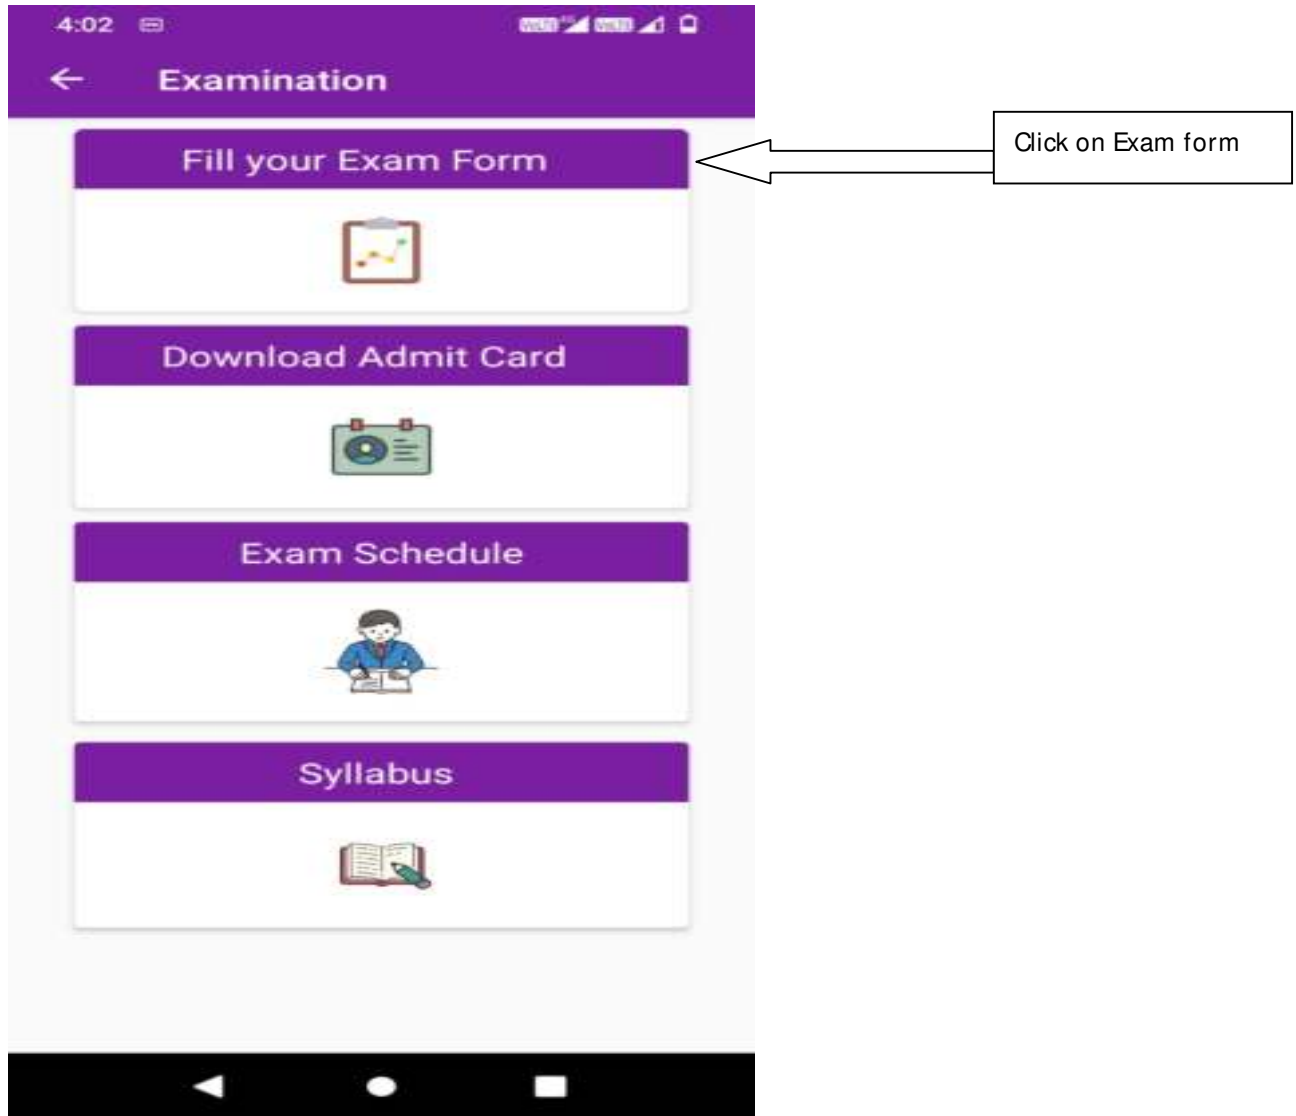 4:02
Examination
Fill your Exam Form
Click on Exam form
Download Admit Card
Exam Schedule
Syllabus